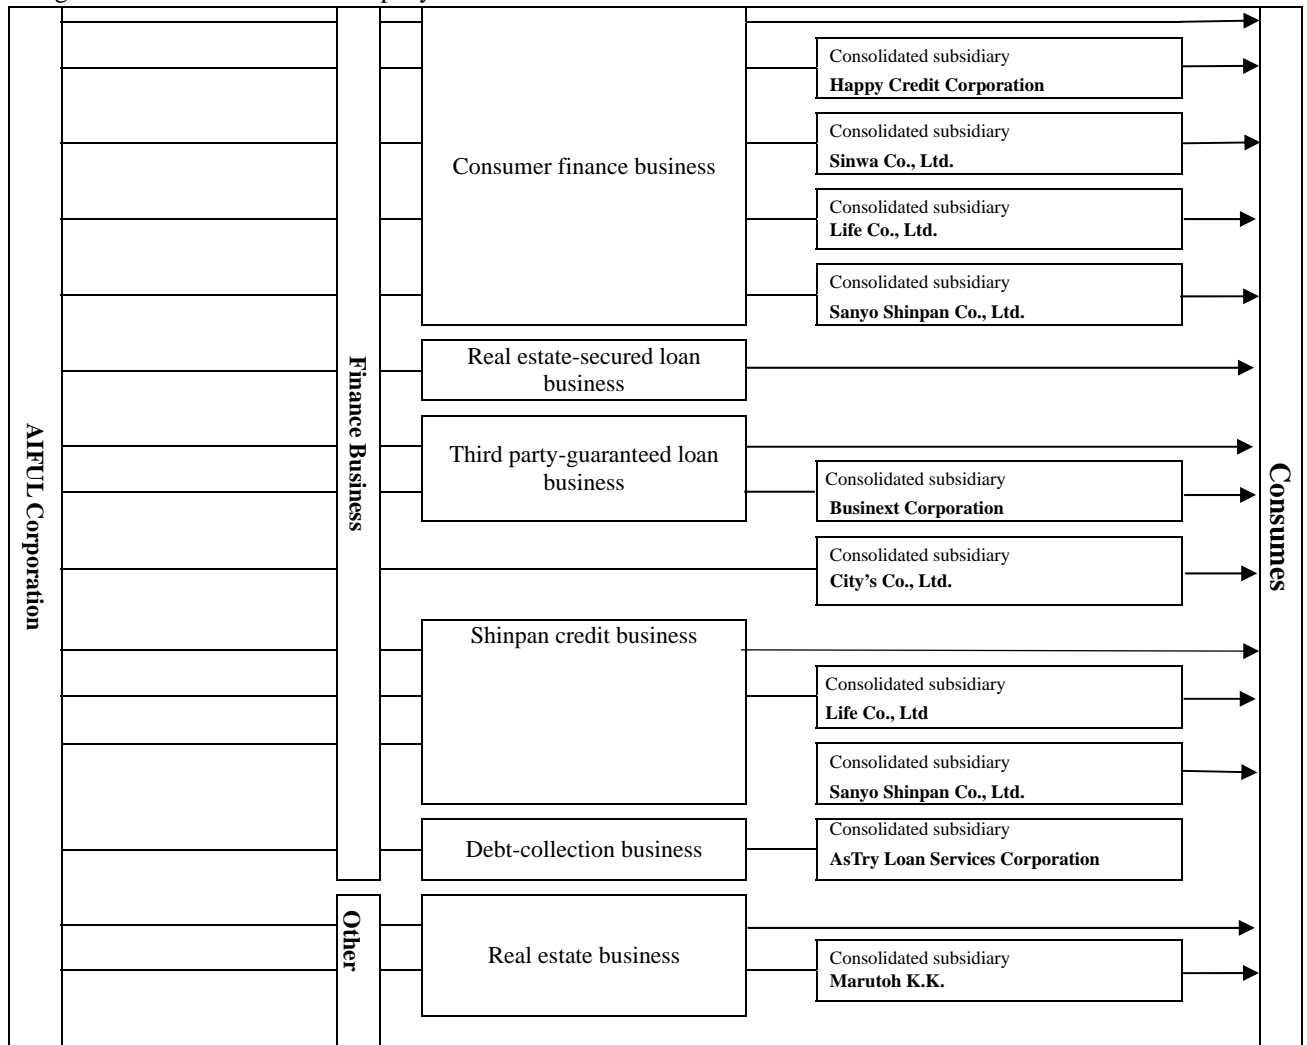 AIFUL Corporation
Finance Business
Consumer finance business
Consolidated subsidiary
Happy Credit Corporation
Consolidated subsidiary
Sinwa Co., Ltd.
Consolidated subsidiary
Life Co., Ltd.
Consolidated subsidiary
Sanyo Shinpan Co., Ltd.
Real estate-secured loan
business
Third party-guaranteed loan
business
Consolidated subsidiary
Businext Corporation
Consolidated subsidiary
City’s Co., Ltd.
Shinpan credit business
Consolidated subsidiary
Life Co., Ltd
Consolidated subsidiary
Sanyo Shinpan Co., Ltd.
Debt-collection business
Consolidated subsidiary
AsTry Loan Services Corporation
Other
Real estate business
Consolidated subsidiary
Marutoh K.K.
Consumes